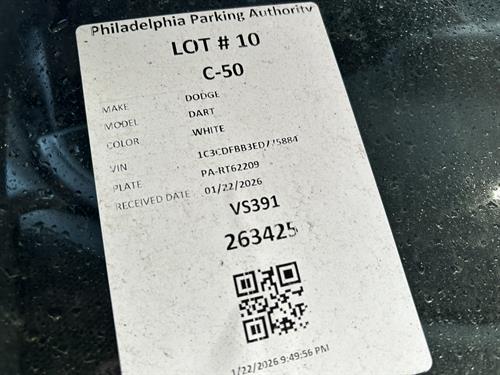 Philadelphia Parking Authority
LOT # 10
C-50
MAKE DODGE
MODEL DART
COLOR WHITE
VIN
PLATE PA-RT62209
RECEIVED DATE 01/22/2026
VS391
263425
1/22/2026 9:49:56 PM